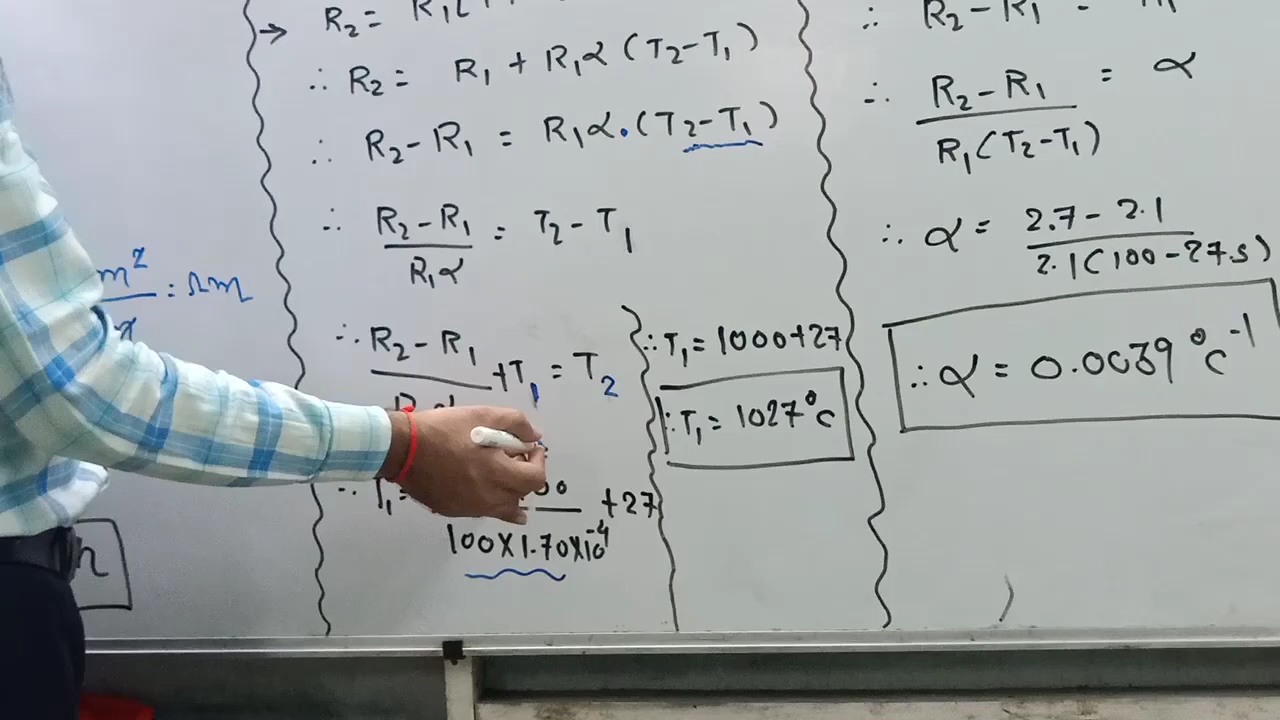 m²
— = Ωm
n
→ R₂ = R₁
∴ R₂ = R₁ + R₁α (T₂-T₁)
∴ R₂ - R₁ = R₁α.(T₂-T₁)
∴ R₂ - R₁ / R₁α = T₂ - T₁
∴ R₂ - R₁ / +T₁ = T₂
∴ T₁ = / 100×1.70×10⁻⁴ +27
∴ T₁ = 1000+27
∴ T₁ = 1027°C
∴ R₂ - R₁ =
∴ R₂ - R₁ / R₁(T₂-T₁) = α
∴ α = 2.7 - 2.1 / 2.1(100-27.5)
∴ α = 0.0039 °C⁻¹